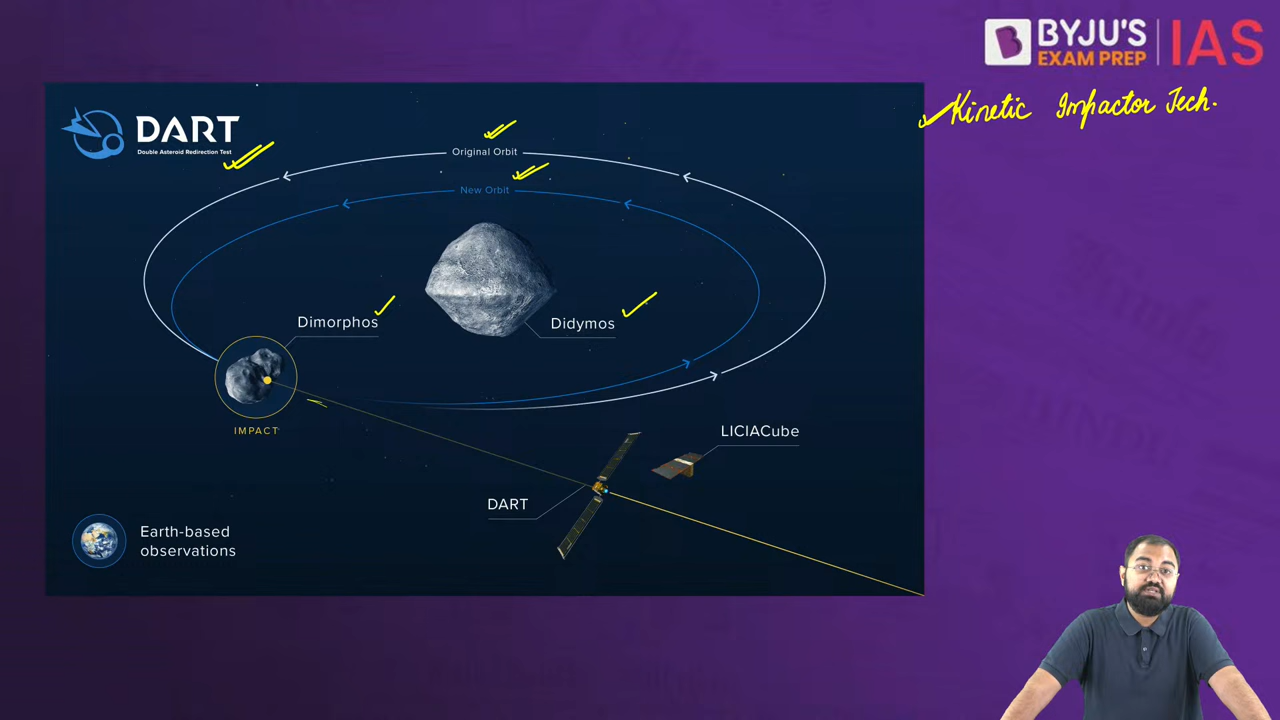 BYJU'S
EXAM PREP
IAS
Kinetic Impactor Tech.
DART
Double Asteroid Redirection Test
Original Orbit
New Orbit
Dimorphos
Didymos
IMPACT
LICIACube
DART
Earth-based
observations